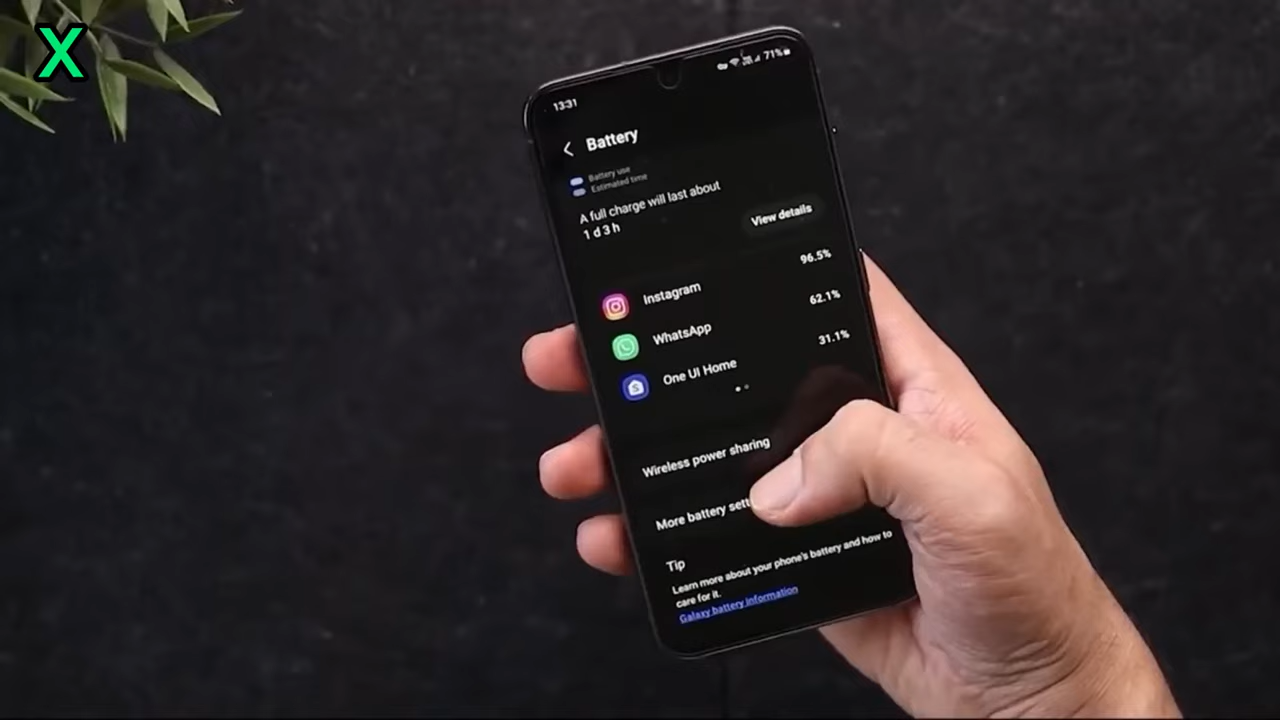 X
13:31
71%
Battery
Battery use
Estimated time
A full charge will last about
1 d 3 h
View details
96.5%
Instagram
62.1%
WhatsApp
31.1%
One UI Home
Wireless power sharing
More battery sett
Tip
Learn more about your phone's battery and how to
care for it.
Galaxy battery information